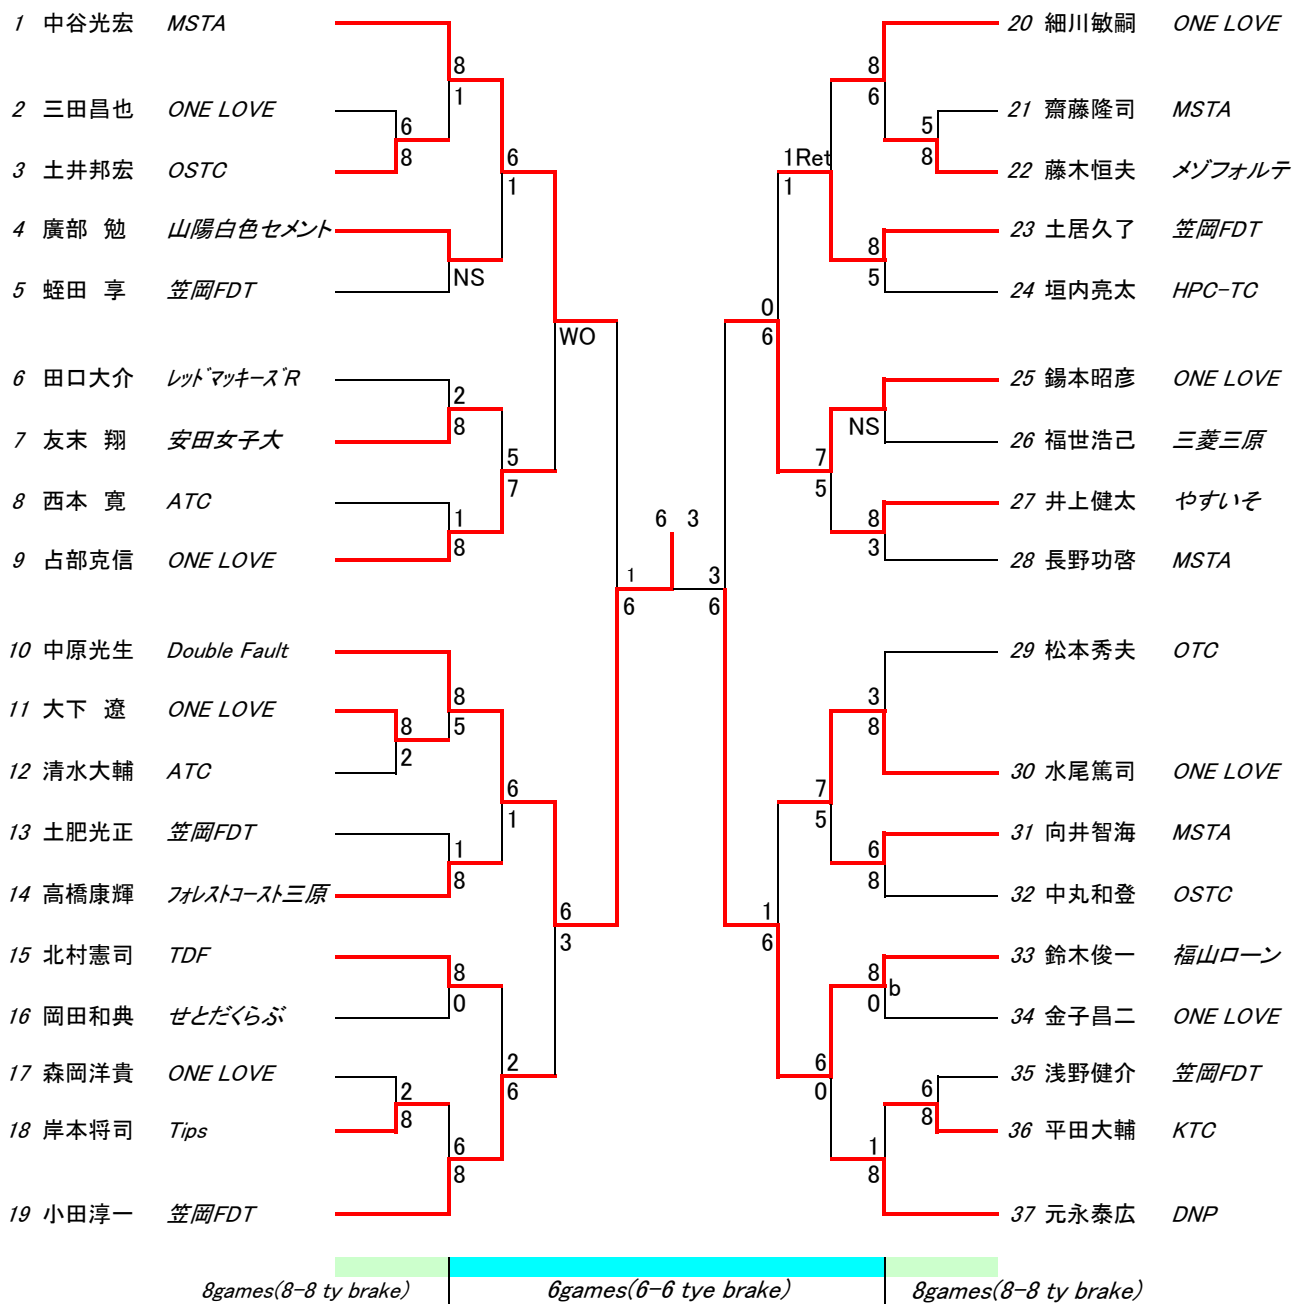 1 中谷光宏 MSTA
2 三田昌也 ONE LOVE
3 土井邦宏 OSTC
4 廣部 勉 山陽白色セメント
5 蛭田 享 笠岡FDT
6 田口大介 レッドマッキーズR
7 友末 翔 安田女子大
8 西本 寛 ATC
9 占部克信 ONE LOVE
10 中原光生 Double Fault
11 大下 遼 ONE LOVE
12 清水大輔 ATC
13 土肥光正 笠岡FDT
14 高橋康輝 フォレストコースト三原
15 北村憲司 TDF
16 岡田和典 せとだくらぶ
17 森岡洋貴 ONE LOVE
18 岸本将司 Tips
19 小田淳一 笠岡FDT
6
8
8
1
NS
2
8
1
8
8
2
8
5
1
8
8
0
2
8
6
8
6
1
5
7
6
1
2
6
WO
6
3
1
6
6 3
3
6
0
6
1
6
1Ret
1
7
5
7
5
6
0
8
6
5
8
8
5
NS
8
3
3
8
6
8
8
0
b
6
8
1
8
20 細川敏嗣 ONE LOVE
21 齋藤隆司 MSTA
22 藤木恒夫 メゾフォルテ
23 土居久了 笠岡FDT
24 垣内亮太 HPC-TC
25 鍚本昭彦 ONE LOVE
26 福世浩己 三菱三原
27 井上健太 やすいそ
28 長野功啓 MSTA
29 松本秀夫 OTC
30 水尾篤司 ONE LOVE
31 向井智海 MSTA
32 中丸和登 OSTC
33 鈴木俊一 福山ローン
34 金子昌二 ONE LOVE
35 浅野健介 笠岡FDT
36 平田大輔 KTC
37 元永泰広 DNP
8games(8-8 ty brake)
6games(6-6 tye brake)
8games(8-8 ty brake)